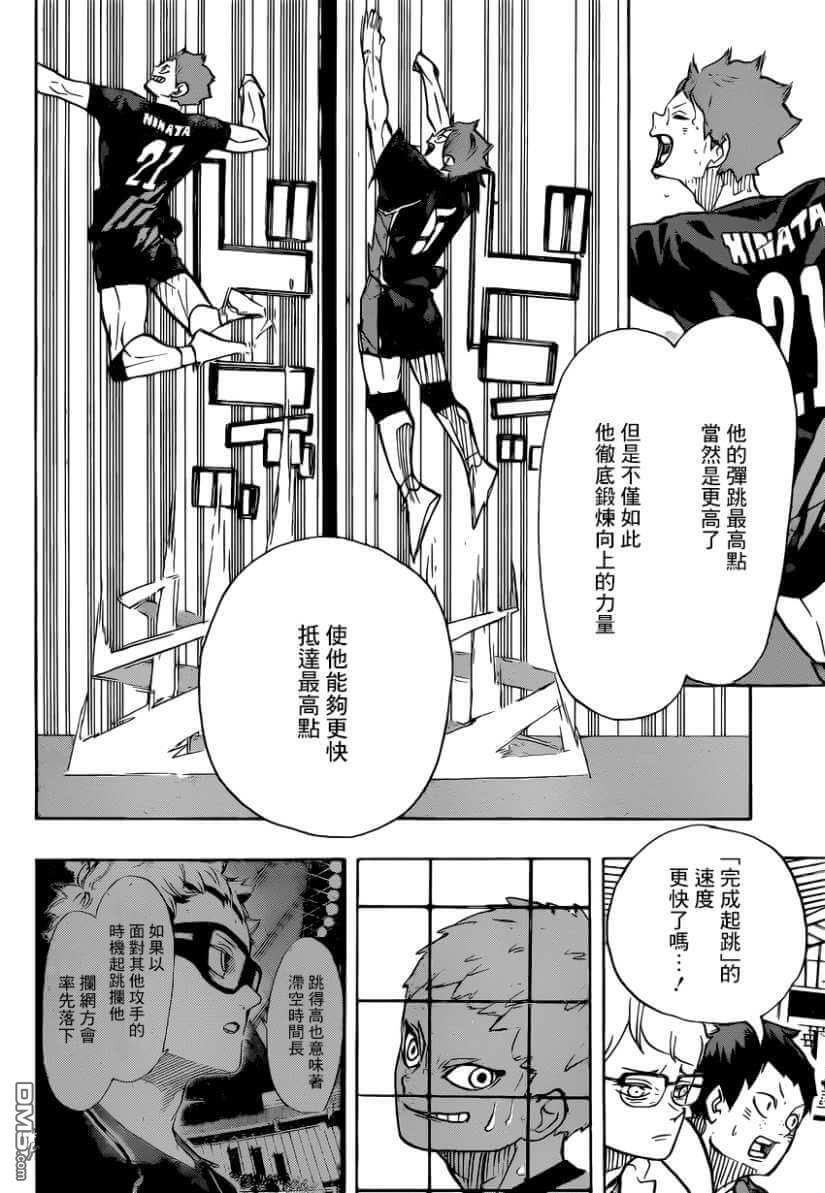 HINATA
21
HINATA
21
5
他的彈跳最高點
當然是更高了
但是不僅如此
他徹底鍛煉向上的力量
使他能夠更快
抵達最高點
「完成起跳」的
速度
更快了嗎…！
跳得高也意味著
滯空時間長
如果以
面對其他攻手的
時機起跳攔他
攔網方會
率先落下
DM5.com